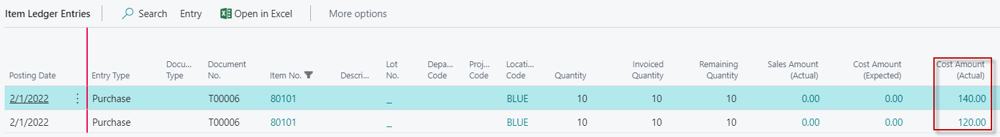 Item Ledger Entries Search Entry Open in Excel More options
Docu... Document Lot Depa... Proj... Locati... Invoiced Remaining Sales Amount Cost Amount Cost Amount
Posting Date Entry Type Type No. Item No. Descri... No. Code Code Code Quantity Quantity Quantity (Actual) (Expected) (Actual)
2/1/2022 Purchase T00006 80101 _ BLUE 10 10 10 0.00 0.00 140.00
2/1/2022 Purchase T00006 80101 _ BLUE 10 10 10 0.00 0.00 120.00